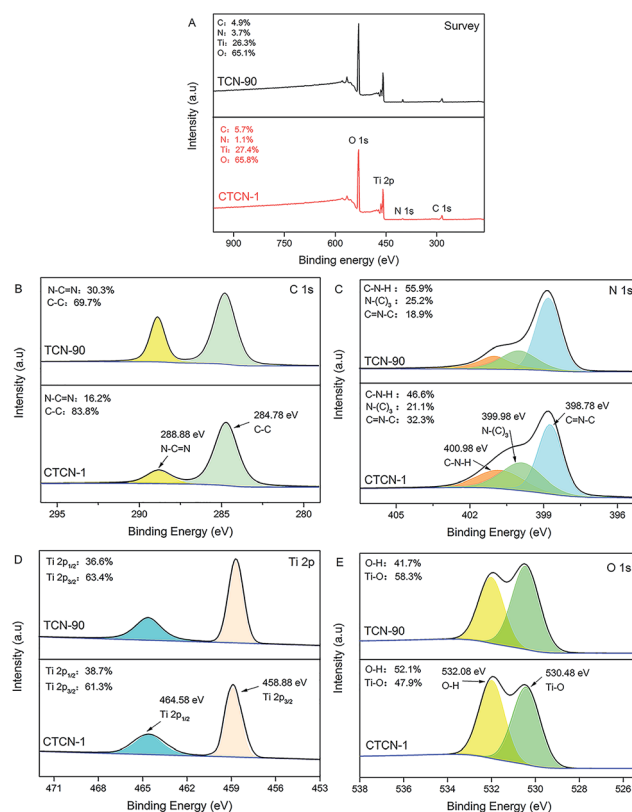 A
Survey
C: 4.9%
N: 3.7%
Ti: 26.3%
O: 65.1%
TCN-90
C: 5.7%
N: 1.1%
Ti: 27.4%
O: 65.8%
O 1s
Ti 2p
N 1s
C 1s
CTCN-1
Intensity (a.u)
900 750 600 450 300
Binding energy (eV)
B
C 1s
N-C=N: 30.3%
C-C: 69.7%
TCN-90
N-C=N: 16.2%
C-C: 83.8%
284.78 eV
C-C
288.88 eV
N-C=N
CTCN-1
Intensity (a.u)
295 291 287 283 279
Binding Energy (eV)
C
N 1s
C-N-H: 55.9%
N-(C)₃: 25.2%
C=N-C: 18.9%
TCN-90
C-N-H: 46.6%
N-(C)₃: 21.1%
C=N-C: 32.3%
398.78 eV
C=N-C
399.98 eV
N-(C)₃
400.98 eV
C-N-H
CTCN-1
Intensity (a.u)
405 402 399 396
Binding Energy (eV)
D
Ti 2p
Ti 2p₁/₂: 36.6%
Ti 2p₃/₂: 63.4%
TCN-90
Ti 2p₁/₂: 38.7%
Ti 2p₃/₂: 61.3%
458.88 eV
Ti 2p₃/₂
464.58 eV
Ti 2p₁/₂
CTCN-1
Intensity (a.u)
471 468 465 462 459 456 453
Binding Energy (eV)
E
O 1s
O-H: 41.7%
Ti-O: 58.3%
TCN-90
O-H: 52.1%
Ti-O: 47.9%
532.08 eV
O-H
530.48 eV
Ti-O
CTCN-1
Intensity (a.u)
538 536 534 532 530 528 526
Binding Energy (eV)